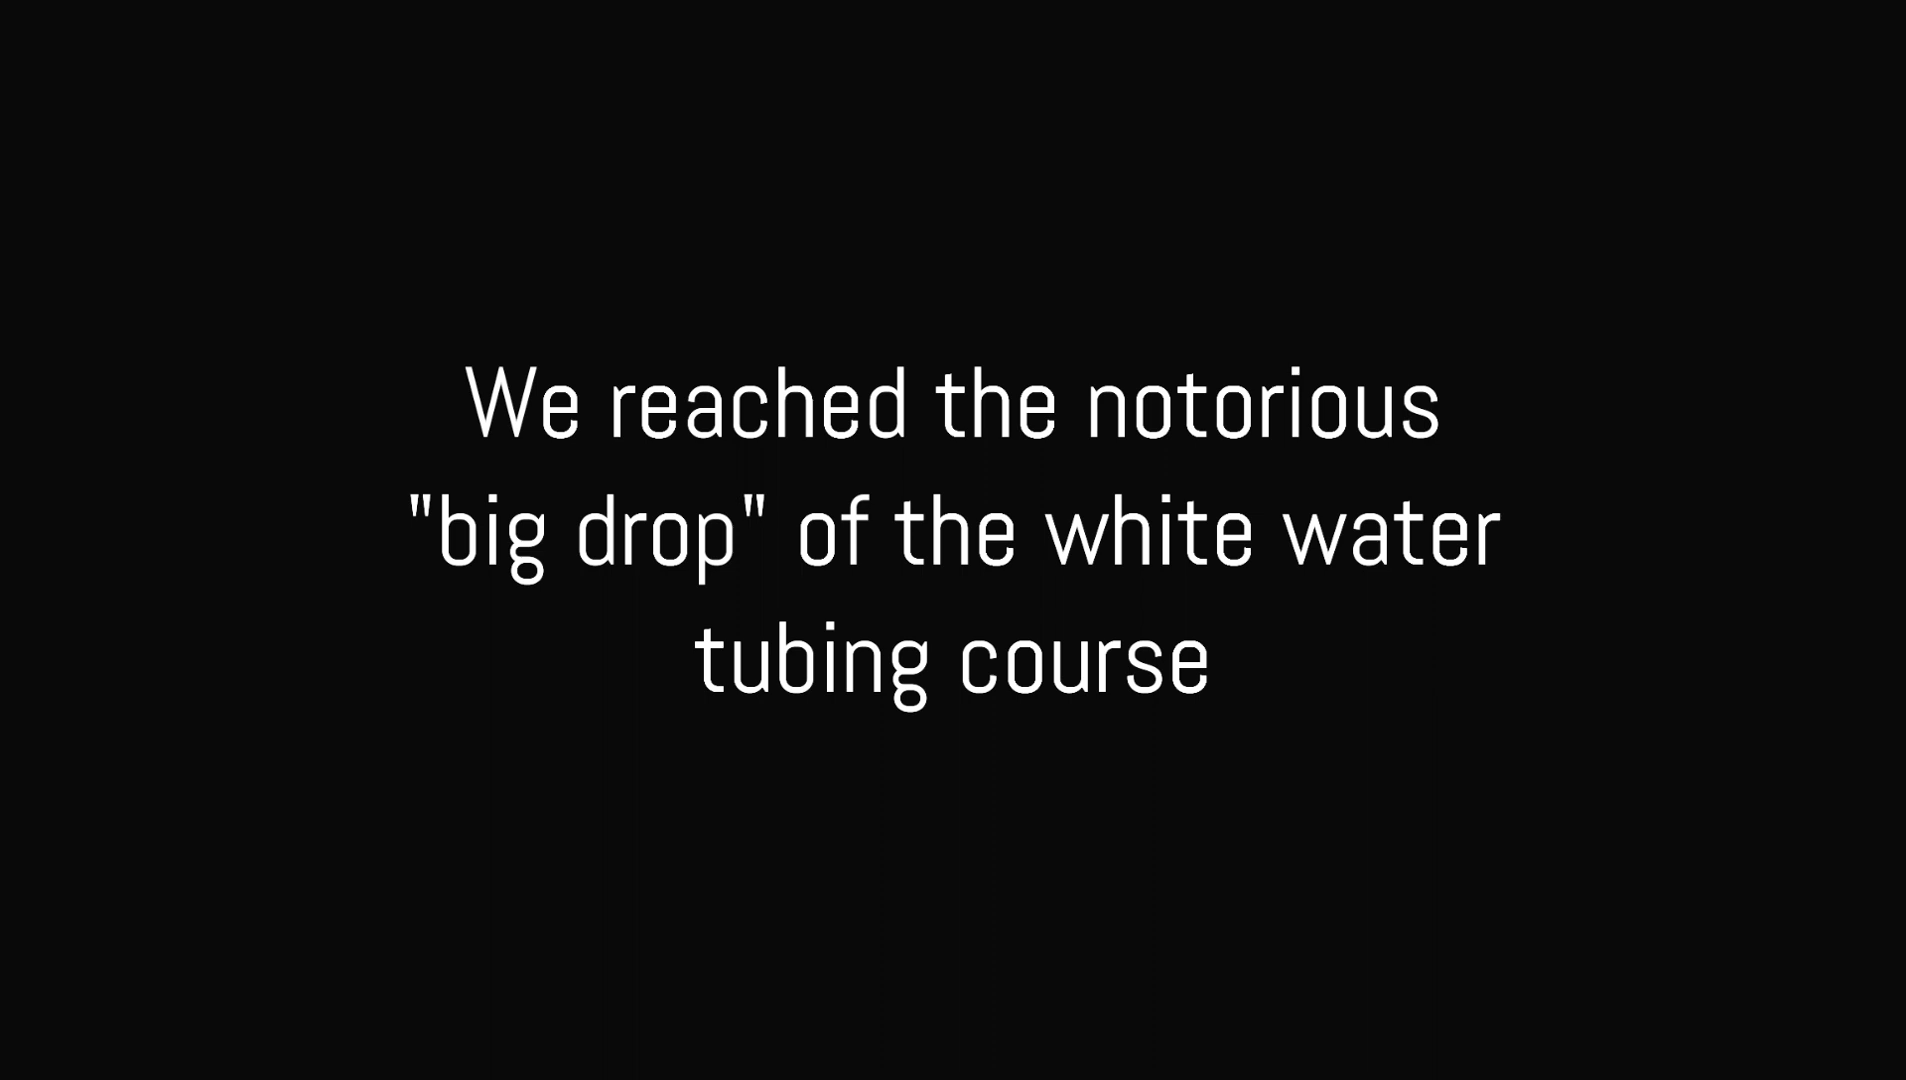 We reached the notorious
"big drop" of the white water
tubing course